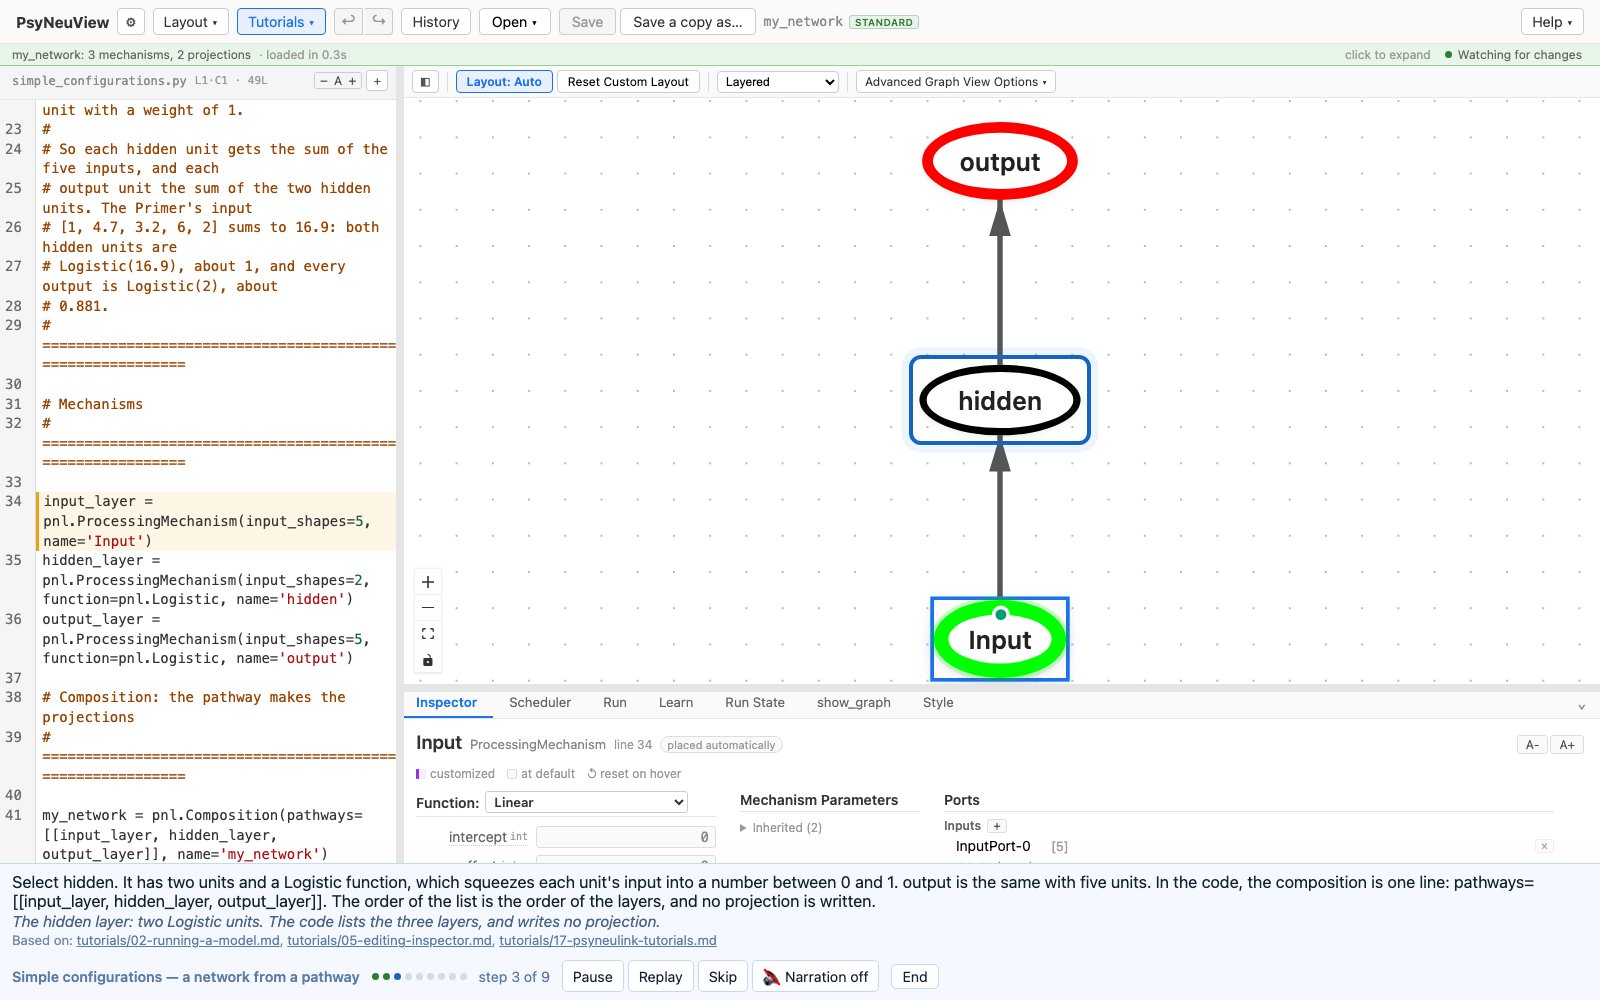 PsyNeuView ⚙ Layout ▾ Tutorials ▾ ↩ ↪ History Open ▾ Save Save a copy as... my_network STANDARD Help ▾
my_network: 3 mechanisms, 2 projections · loaded in 0.3s click to expand ● Watching for changes
simple_configurations.py L1·C1 · 49L − A + +
Layout: Auto Reset Custom Layout Layered Advanced Graph View Options ▾
unit with a weight of 1.
23 #
24 # So each hidden unit gets the sum of the
five inputs, and each
25 # output unit the sum of the two hidden
units. The Primer's input
26 # [1, 4.7, 3.2, 6, 2] sums to 16.9: both
hidden units are
27 # Logistic(16.9), about 1, and every
output is Logistic(2), about
28 # 0.881.
29 #
==========================================
=================
30
31 # Mechanisms
32 #
==========================================
=================
33
34 input_layer =
pnl.ProcessingMechanism(input_shapes=5,
name='Input')
35 hidden_layer =
pnl.ProcessingMechanism(input_shapes=2,
function=pnl.Logistic, name='hidden')
36 output_layer =
pnl.ProcessingMechanism(input_shapes=5,
function=pnl.Logistic, name='output')
37
38 # Composition: the pathway makes the
projections
39 #
==========================================
=================
40
41 my_network = pnl.Composition(pathways=
[[input_layer, hidden_layer,
output_layer]], name='my_network')
output
hidden
Input
Inspector Scheduler Run Learn Run State show_graph Style
Input ProcessingMechanism line 34 placed automatically A- A+
customized at default ↺ reset on hover
Function: Linear
intercept int 0
Mechanism Parameters
▶ Inherited (2)
Ports
Inputs +
InputPort-0 [5] x
Select hidden. It has two units and a Logistic function, which squeezes each unit's input into a number between 0 and 1. output is the same with five units. In the code, the composition is one line: pathways=
[[input_layer, hidden_layer, output_layer]]. The order of the list is the order of the layers, and no projection is written.
The hidden layer: two Logistic units. The code lists the three layers, and writes no projection.
Based on: tutorials/02-running-a-model.md, tutorials/05-editing-inspector.md, tutorials/17-psyneulink-tutorials.md
Simple configurations — a network from a pathway step 3 of 9 Pause Replay Skip Narration off End